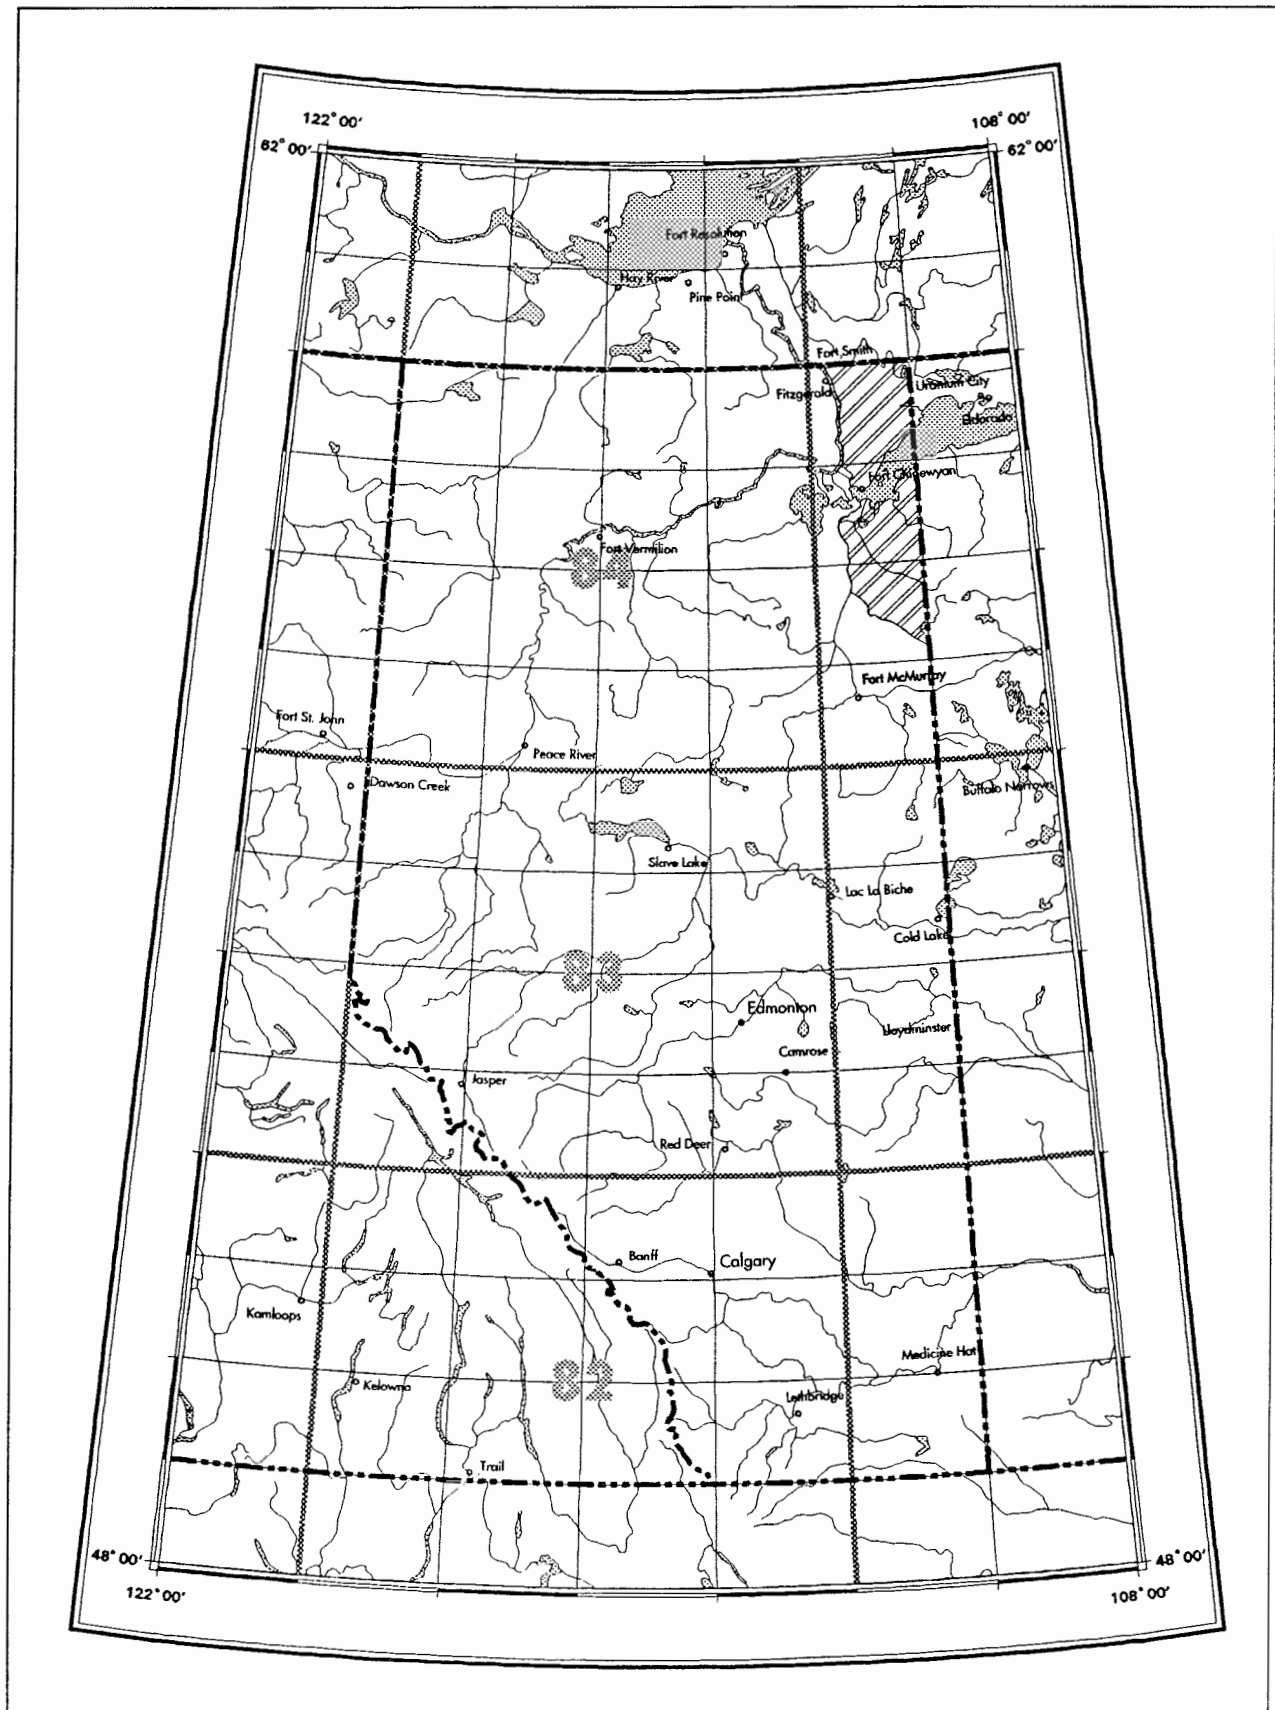 122° 00'
108° 00'
62° 00'
62° 00'
Fort Resolution
Hay River
Pine Point
Fort Smith
Fitzgerald
Uranium City
Eldorado
Fort Chipewyan
Fort Vermilion
84
Fort McMurray
Fort St. John
Peace River
Dawson Creek
Buffalo Narrows
Slave Lake
Lac La Biche
Cold Lake
83
Edmonton
Lloydminster
Camrose
Jasper
Red Deer
Banff
Calgary
Kamloops
Medicine Hat
Kelowna
82
Lethbridge
Trail
48° 00'
48° 00'
122° 00'
108° 00'